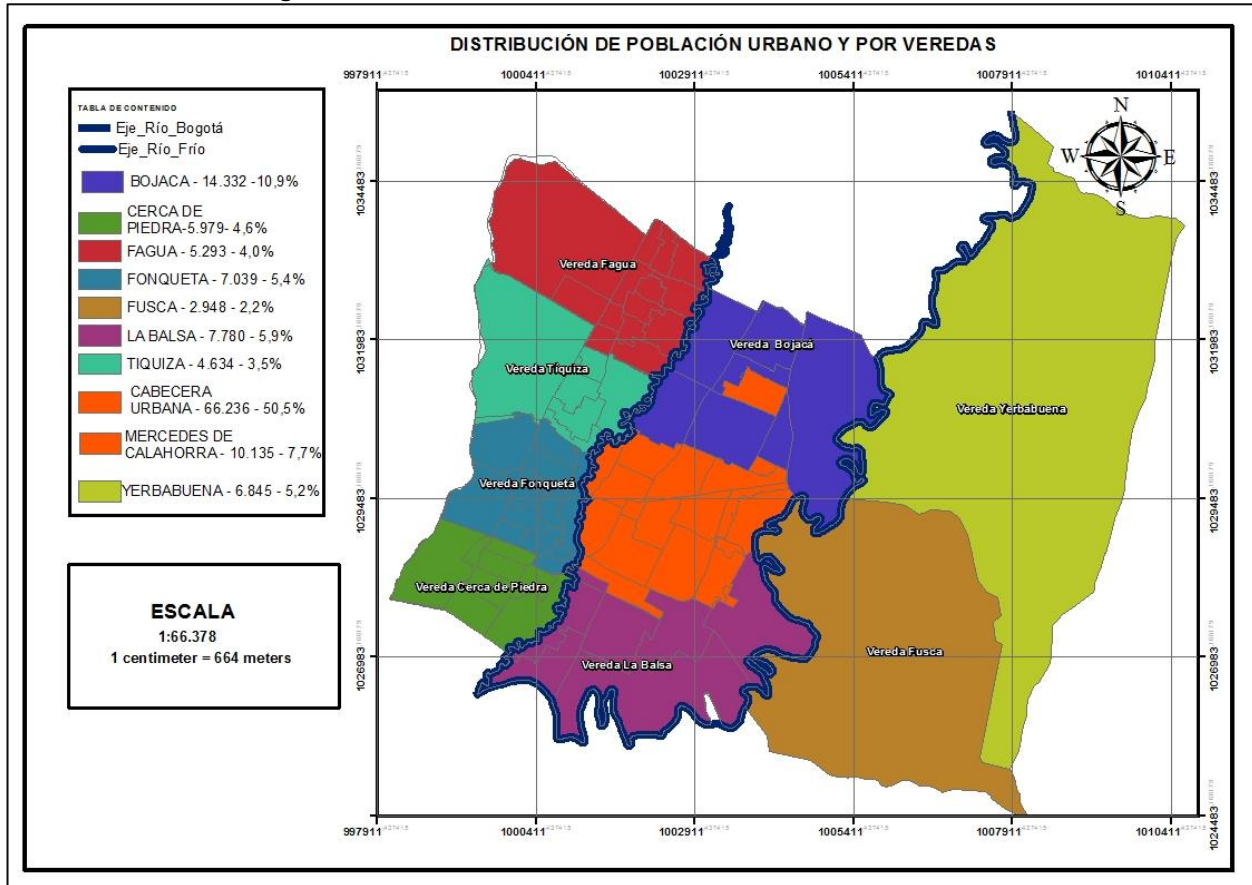 DISTRIBUCIÓN DE POBLACIÓN URBANO Y POR VEREDAS
997911
1000411
1002911
1005411
1007911
1010411
TABLA DE CONTENIDO
Eje_Río_Bogotá
Eje_Río_Frío
BOJACA - 14.332 -10,9%
CERCA DE
PIEDRA-5.979- 4,6%
FAGUA - 5.293 - 4,0%
FONQUETA - 7.039 - 5,4%
FUSCA - 2.948 - 2,2%
LA BALSA - 7.780 - 5,9%
TIQUIZA - 4.634 - 3,5%
CABECERA
URBANA - 66.236 - 50,5%
MERCEDES DE
CALAHORRA - 10.135 - 7,7%
YERBABUENA - 6.845 - 5,2%
ESCALA
1:66.378
1 centimeter = 664 meters
N
W
E
S
1034483
1031983
1029483
1026983
Vereda Fagua
Vereda Bojacá
Vereda Tíquiza
Vereda Yerbabuena
Vereda Fonquetá
Vereda Cerca de Piedra
Vereda La Balsa
Vereda Fusca
1034483
1031983
1029483
1026983
1024483
997911
1000411
1002911
1005411
1007911
1010411